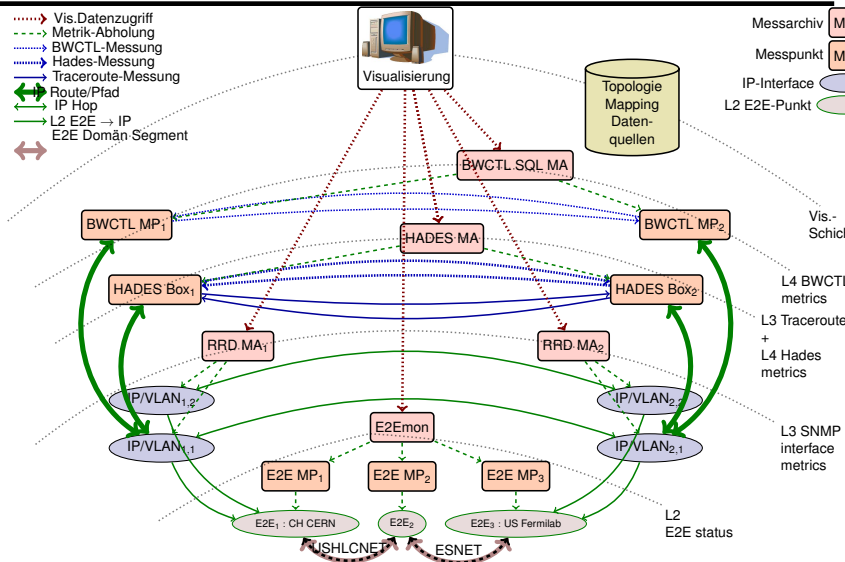 Vis.Datenzugriff
Metrik-Abholung
BWCTL-Messung
Hades-Messung
Traceroute-Messung
IP Route/Pfad
IP Hop
L2 E2E → IP
E2E Domän Segment
Visualisierung
Topologie
Mapping
Daten-
quellen
Messarchiv M
Messpunkt M
IP-Interface
L2 E2E-Punkt
BWCTL SQL MA
BWCTL MP1
BWCTL MP2
Vis.-
Schich
HADES MA
HADES Box1
HADES Box2
L4 BWCTL
metrics
L3 Traceroute
+
L4 Hades
metrics
RRD MA1
RRD MA2
IP/VLAN1,2
IP/VLAN2,2
IP/VLAN1,1
IP/VLAN2,1
L3 SNMP
interface
metrics
E2Emon
E2E MP1
E2E MP2
E2E MP3
E2E1 : CH CERN
E2E2
E2E3 : US Fermilab
L2
E2E status
USHLCNET
ESNET